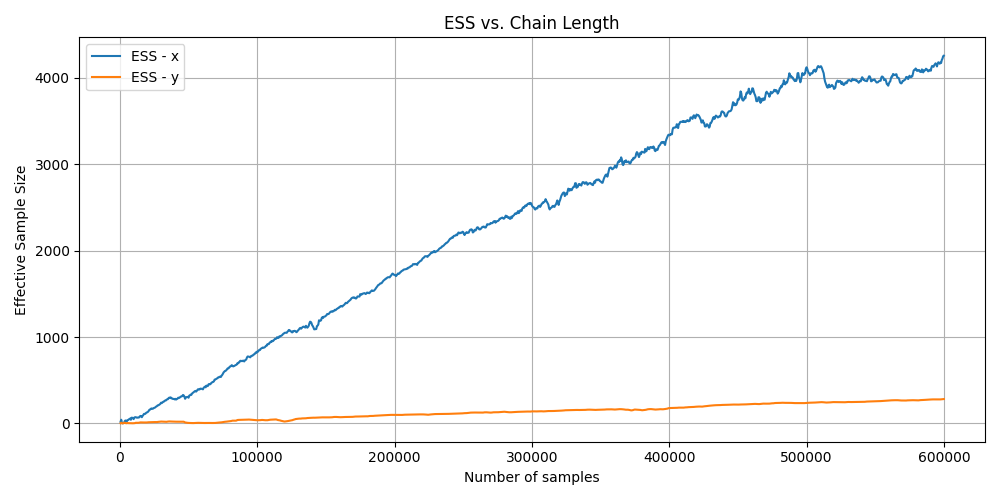 ESS vs. Chain Length
ESS - x
ESS - y
Effective Sample Size
4000
3000
2000
1000
0
0 100000 200000 300000 400000 500000 600000
Number of samples